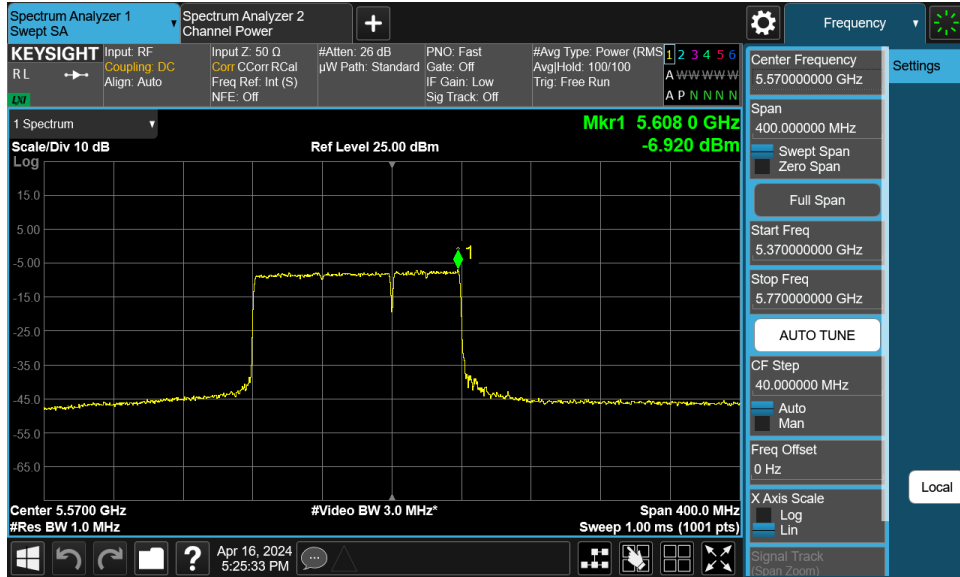 Spectrum Analyzer 1
Swept SA
Spectrum Analyzer 2
Channel Power
+
Frequency
KEYSIGHT
R L
LXI
Input: RF
Coupling: DC
Align: Auto
Input Z: 50 Ω
Corr CCorr RCal
Freq Ref: Int (S)
NFE: Off
#Atten: 26 dB
µW Path: Standard
PNO: Fast
Gate: Off
IF Gain: Low
Sig Track: Off
#Avg Type: Power (RMS
Avg|Hold: 100/100
Trig: Free Run
1 2 3 4 5 6
A W W W W W
A P N N N N
1 Spectrum
Mkr1 5.608 0 GHz
Scale/Div 10 dB
Ref Level 25.00 dBm
-6.920 dBm
Log
15.0
5.00
-5.00
-15.0
-25.0
-35.0
-45.0
-55.0
-65.0
1
Center 5.5700 GHz
#Video BW 3.0 MHz*
Span 400.0 MHz
#Res BW 1.0 MHz
Sweep 1.00 ms (1001 pts)
Center Frequency
5.570000000 GHz
Span
400.000000 MHz
Swept Span
Zero Span
Full Span
Start Freq
5.370000000 GHz
Stop Freq
5.770000000 GHz
AUTO TUNE
CF Step
40.000000 MHz
Auto
Man
Freq Offset
0 Hz
X Axis Scale
Log
Lin
Signal Track
(Span Zoom)
Settings
Local
?
Apr 16, 2024
5:25:33 PM